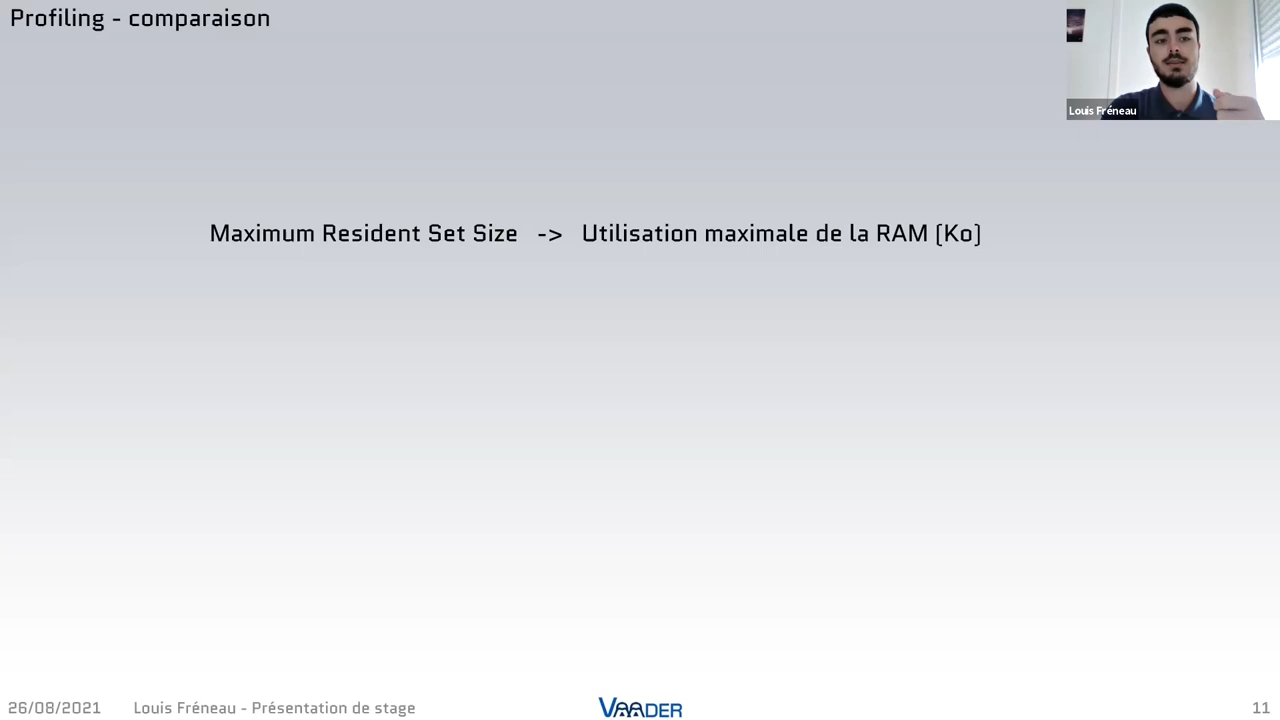 Profiling - comparaison
Louis Fréneau
Maximum Resident Set Size -> Utilisation maximale de la RAM (Ko)
26/08/2021 Louis Fréneau - Présentation de stage VAADER 11